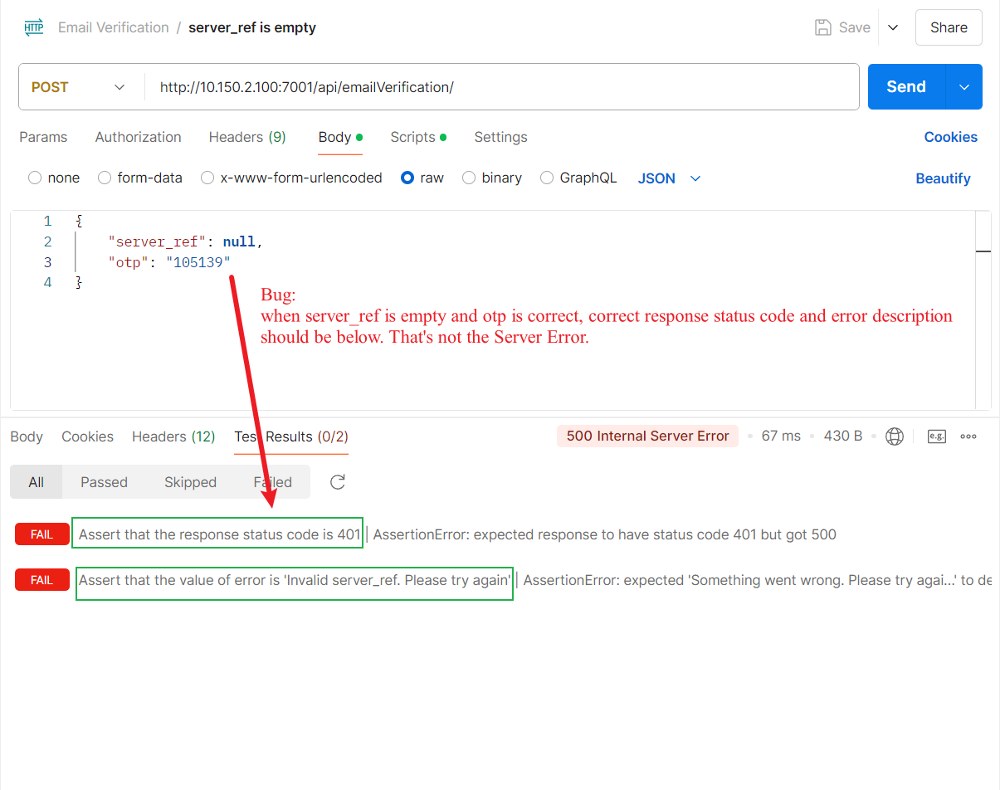 HTTP Email Verification / server_ref is empty Save Share
POST http://10.150.2.100:7001/api/emailVerification/ Send
Params Authorization Headers (9) Body Scripts Settings Cookies
none form-data x-www-form-urlencoded raw binary GraphQL JSON Beautify
1 {
2 "server_ref": null,
3 "otp": "105139"
4 }
Bug:
when server_ref is empty and otp is correct, correct response status code and error description
should be below. That's not the Server Error.
Body Cookies Headers (12) Test Results (0/2) 500 Internal Server Error 67 ms 430 B e.g.
All Passed Skipped Failed
FAIL Assert that the response status code is 401 | AssertionError: expected response to have status code 401 but got 500
FAIL Assert that the value of error is 'Invalid server_ref. Please try again' | AssertionError: expected 'Something went wrong. Please try agai...' to de